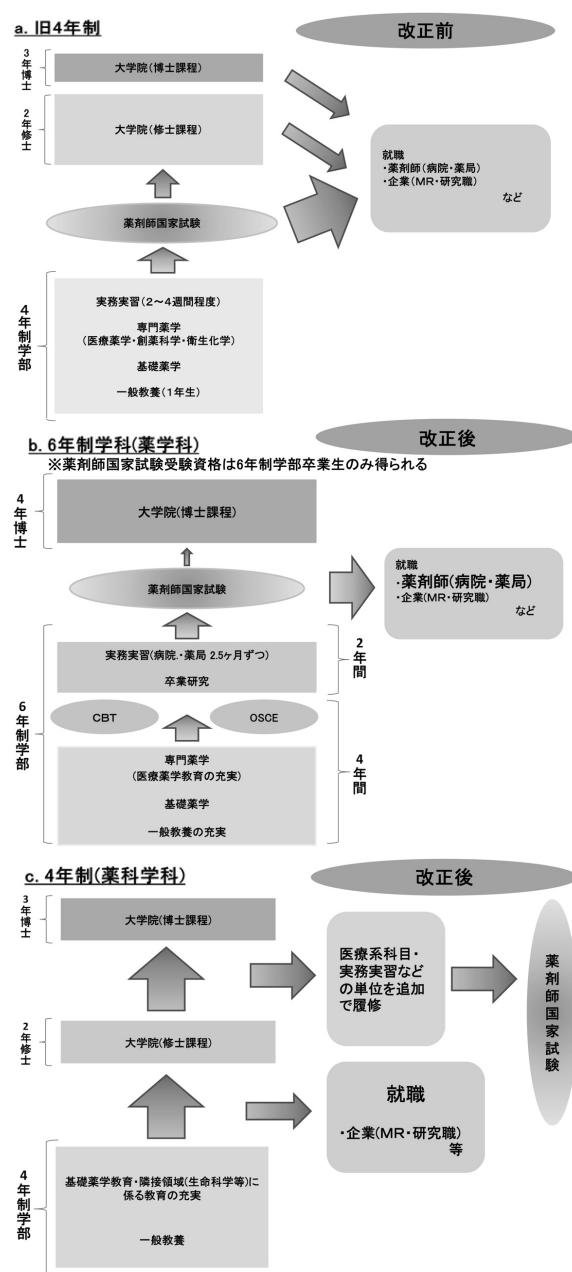 a. 旧4年制
改正前
3年博士
大学院(博士課程)
2年修士
大学院(修士課程)
就職
・薬剤師(病院・薬局)
・企業(MR・研究職)
など
薬剤師国家試験
4年制学部
実務実習(2～4週間程度)
専門薬学
(医療薬学・創薬科学・衛生化学)
基礎薬学
一般教養(1年生)
b. 6年制学科(薬学科)
改正後
※薬剤師国家試験受験資格は6年制学部卒業生のみ得られる
4年博士
大学院(博士課程)
薬剤師国家試験
就職
・薬剤師(病院・薬局)
・企業(MR・研究職)
など
6年制学部
実務実習(病院.・薬局 2.5ヶ月ずつ)
卒業研究
2年間
CBT
OSCE
専門薬学
(医療薬学教育の充実)
基礎薬学
一般教養の充実
4年間
c. 4年制(薬科学科)
改正後
3年博士
大学院(博士課程)
医療系科目・
実務実習など
の単位を追加
で履修
薬剤師国家試験
2年修士
大学院(修士課程)
就職
・企業(MR・研究職)
等
4年制学部
基礎薬学教育・隣接領域(生命科学等)に
係る教育の充実
一般教養